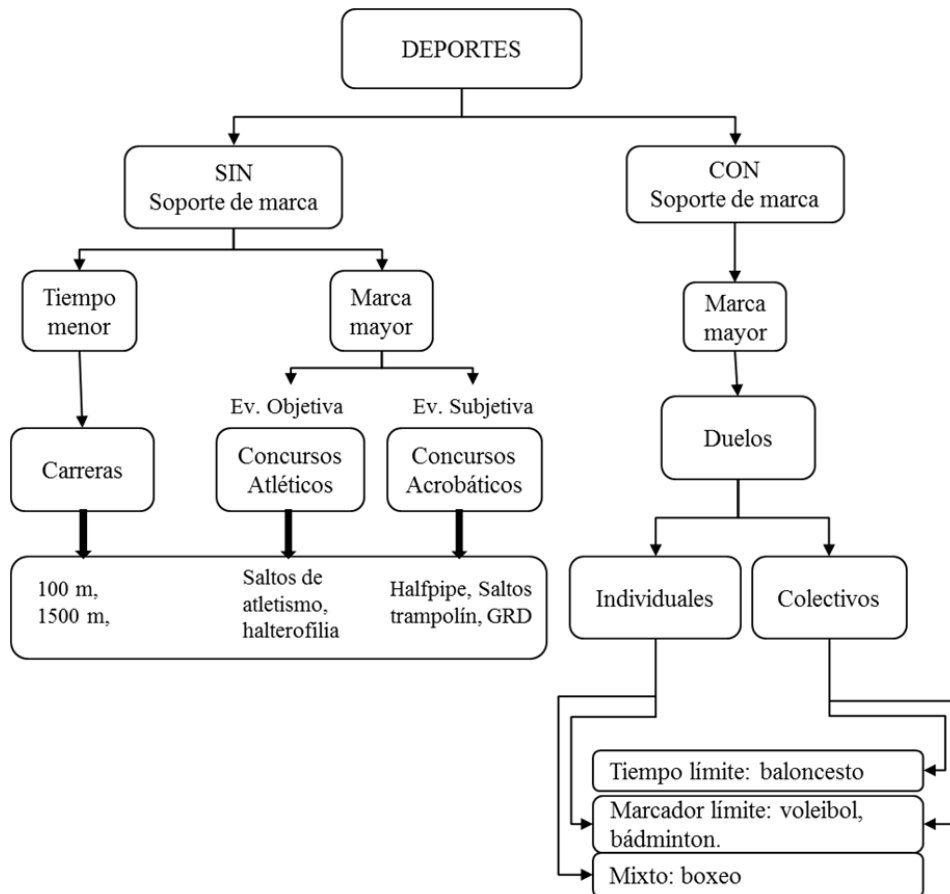 DEPORTES
SIN
Soporte de marca
CON
Soporte de marca
Tiempo
menor
Marca
mayor
Marca
mayor
Ev. Objetiva
Ev. Subjetiva
Carreras
Concursos
Atléticos
Concursos
Acrobáticos
Duelos
100 m,
1500 m,
Saltos de
atletismo,
halterofilia
Halfpipe, Saltos
trampolín, GRD
Individuales
Colectivos
Tiempo límite: baloncesto
Marcador límite: voleibol,
bádminton.
Mixto: boxeo